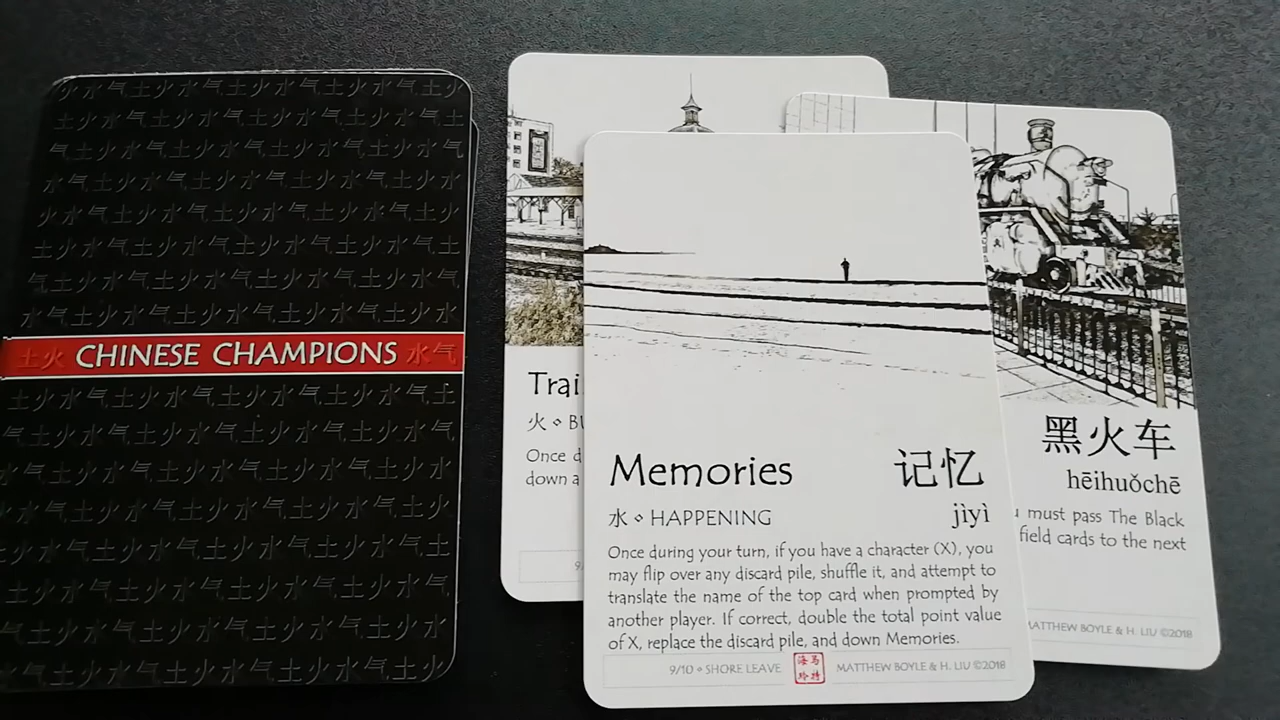 土火 CHINESE CHAMPIONS 水气
Trai
火 ⋄ BU
Once d
down a
9/
Memories 记忆
水 ⋄ HAPPENING jìyì
Once during your turn, if you have a character (X), you
may flip over any discard pile, shuffle it, and attempt to
translate the name of the top card when prompted by
another player. If correct, double the total point value
of X, replace the discard pile, and down Memories.
9/10 ⋄ SHORE LEAVE MATTHEW BOYLE & H. LIU ©2018
黑火车
hēihuǒchē
u must pass The Black
field cards to the next
MATTHEW BOYLE & H. LIU ©2018